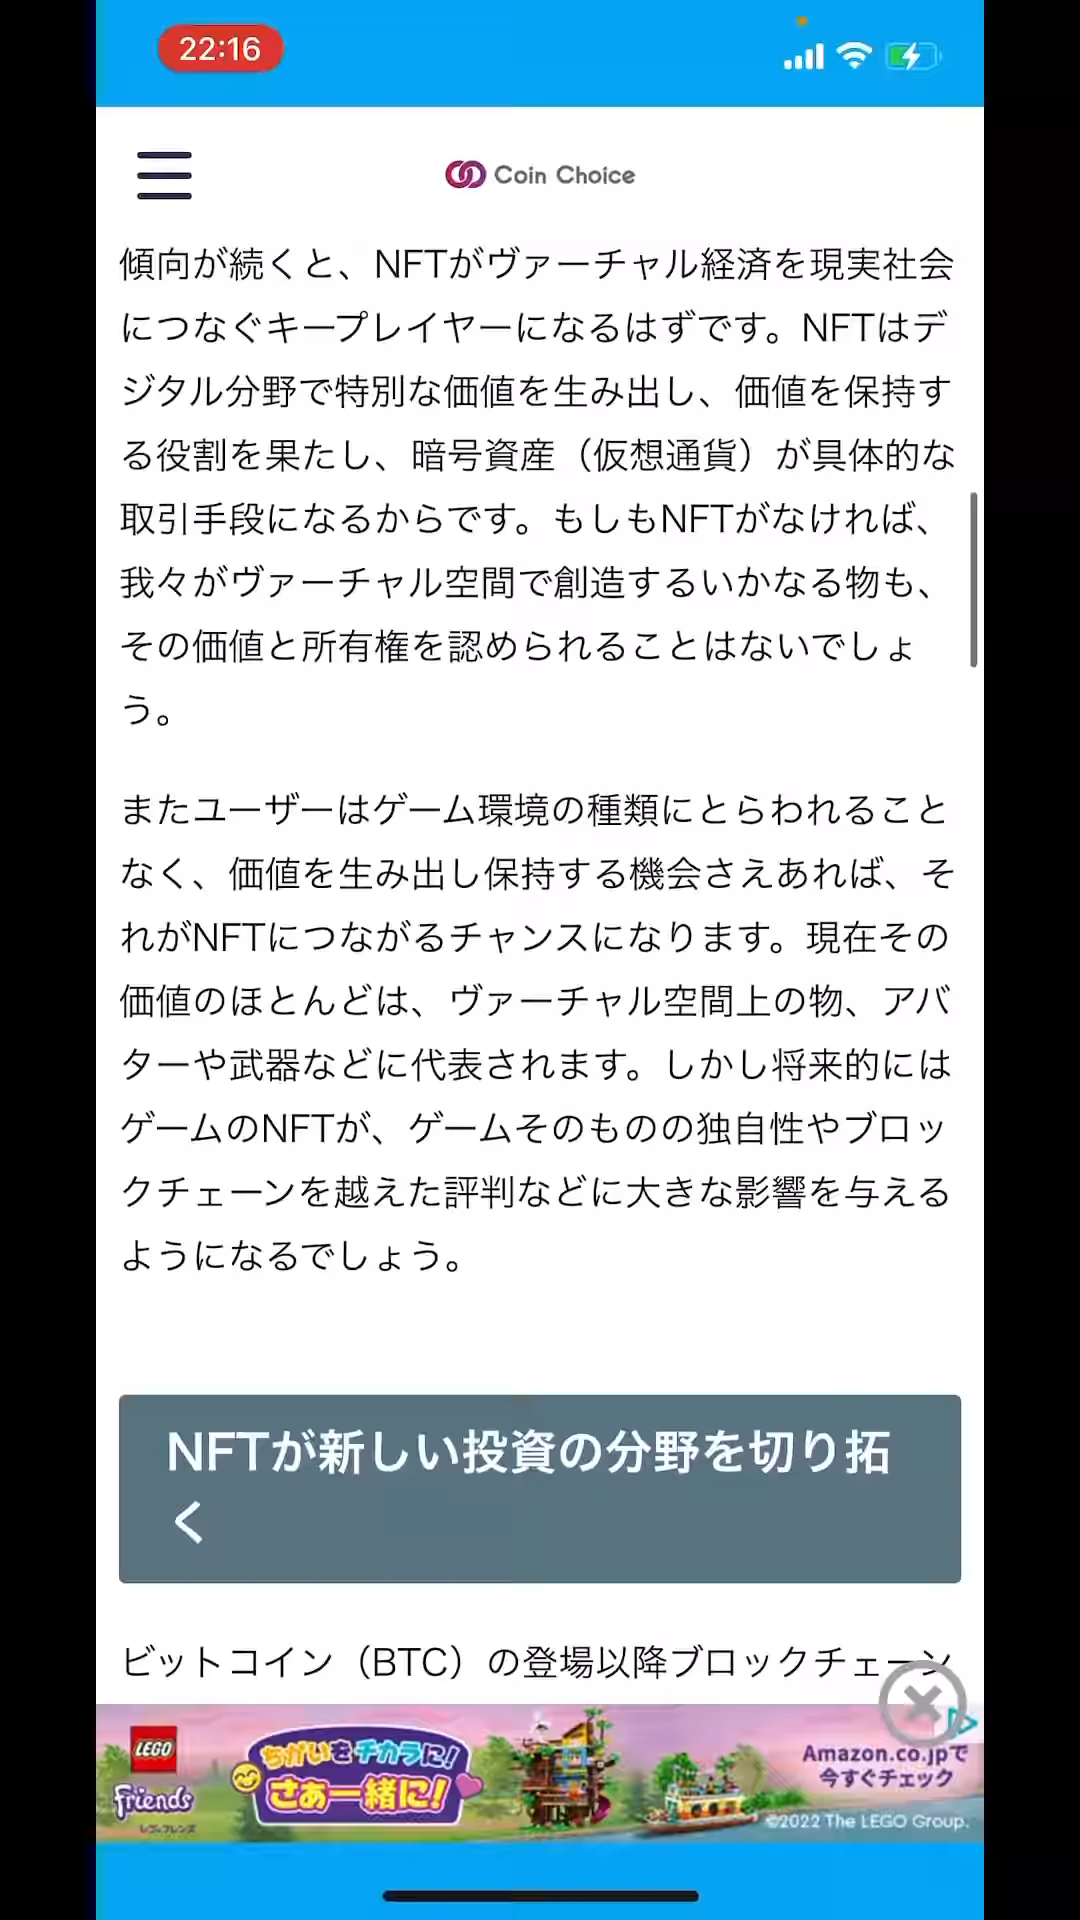 22:16
Coin Choice
傾向が続くと、NFTがヴァーチャル経済を現実社会
につなぐキープレイヤーになるはずです。NFTはデ
ジタル分野で特別な価値を生み出し、価値を保持す
る役割を果たし、暗号資産（仮想通貨）が具体的な
取引手段になるからです。もしもNFTがなければ、
我々がヴァーチャル空間で創造するいかなる物も、
その価値と所有権を認められることはないでしょ
う。
またユーザーはゲーム環境の種類にとらわれること
なく、価値を生み出し保持する機会さえあれば、そ
れがNFTにつながるチャンスになります。現在その
価値のほとんどは、ヴァーチャル空間上の物、アバ
ターや武器などに代表されます。しかし将来的には
ゲームのNFTが、ゲームそのものの独自性やブロッ
クチェーンを越えた評判などに大きな影響を与える
ようになるでしょう。
NFTが新しい投資の分野を切り拓
く
ビットコイン（BTC）の登場以降ブロックチェーン
LEGO
friends
レゴ®フレンズ
ちがいをチカラに!
さあ一緒に!
Amazon.co.jpで
今すぐチェック
©2022 The LEGO Group.